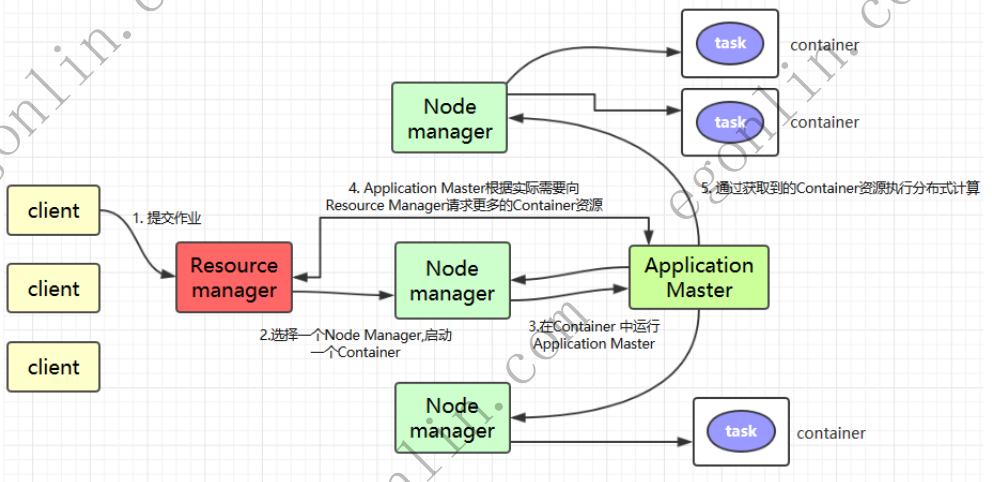 task
container
Node
manager
task
container
4. Application Master根据实际需要向
Resource Manager请求更多的Container资源
5. 通过获取到的Container资源执行分布式计算
client
1. 提交作业
Resource
manager
Node
manager
Application
Master
client
2.选择一个Node Manager,启动
一个Container
3.在Container 中运行
Application Master
client
Node
manager
task
container
egonlin.com
egonlin.com
egonlin.com